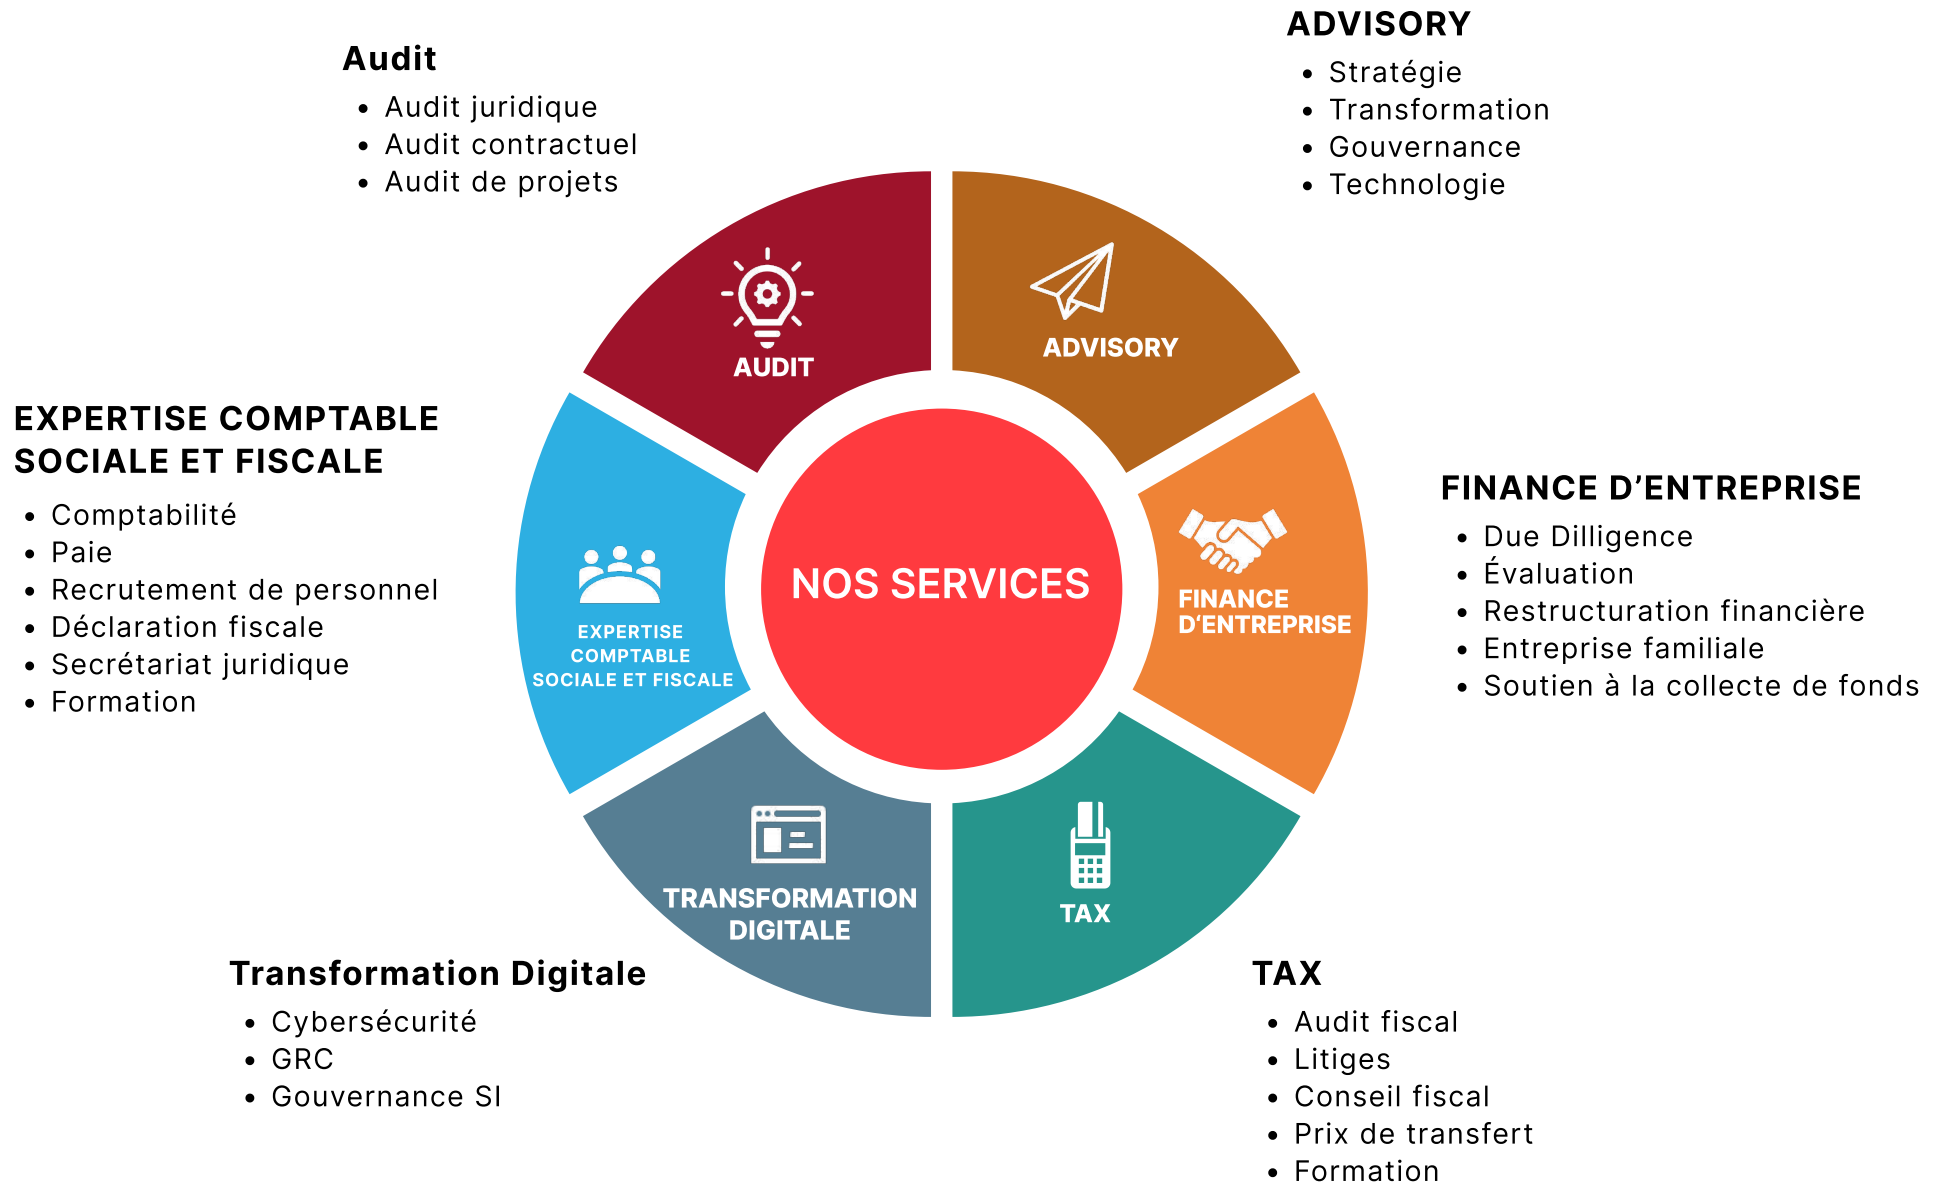 ADVISORY
• Stratégie
• Transformation
• Gouvernance
• Technologie
Audit
• Audit juridique
• Audit contractuel
• Audit de projets
AUDIT
ADVISORY
EXPERTISE COMPTABLE
SOCIALE ET FISCALE
• Comptabilité
• Paie
• Recrutement de personnel
• Déclaration fiscale
• Secrétariat juridique
• Formation
EXPERTISE
COMPTABLE
SOCIALE ET FISCALE
NOS SERVICES
FINANCE
D‘ENTREPRISE
FINANCE D’ENTREPRISE
• Due Dilligence
• Évaluation
• Restructuration financière
• Entreprise familiale
• Soutien à la collecte de fonds
TRANSFORMATION
DIGITALE
TAX
Transformation Digitale
• Cybersécurité
• GRC
• Gouvernance SI
TAX
• Audit fiscal
• Litiges
• Conseil fiscal
• Prix de transfert
• Formation